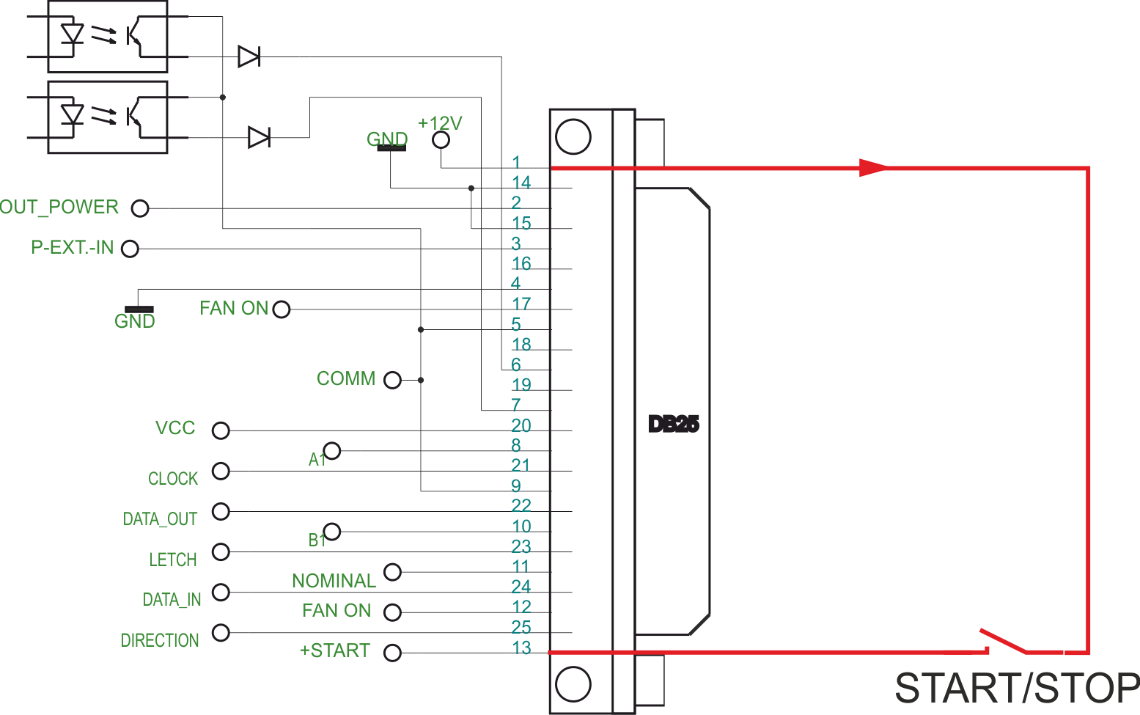 +12V
GND
1
14
OUT_POWER
2
15
P-EXT.-IN
3
16
4
GND
FAN ON
17
5
18
6
COMM
19
7
VCC
20
DB25
8
A1
21
CLOCK
9
22
DATA_OUT
10
B1
23
LETCH
11
NOMINAL
24
DATA_IN
FAN ON
12
25
DIRECTION
+START
13
START/STOP